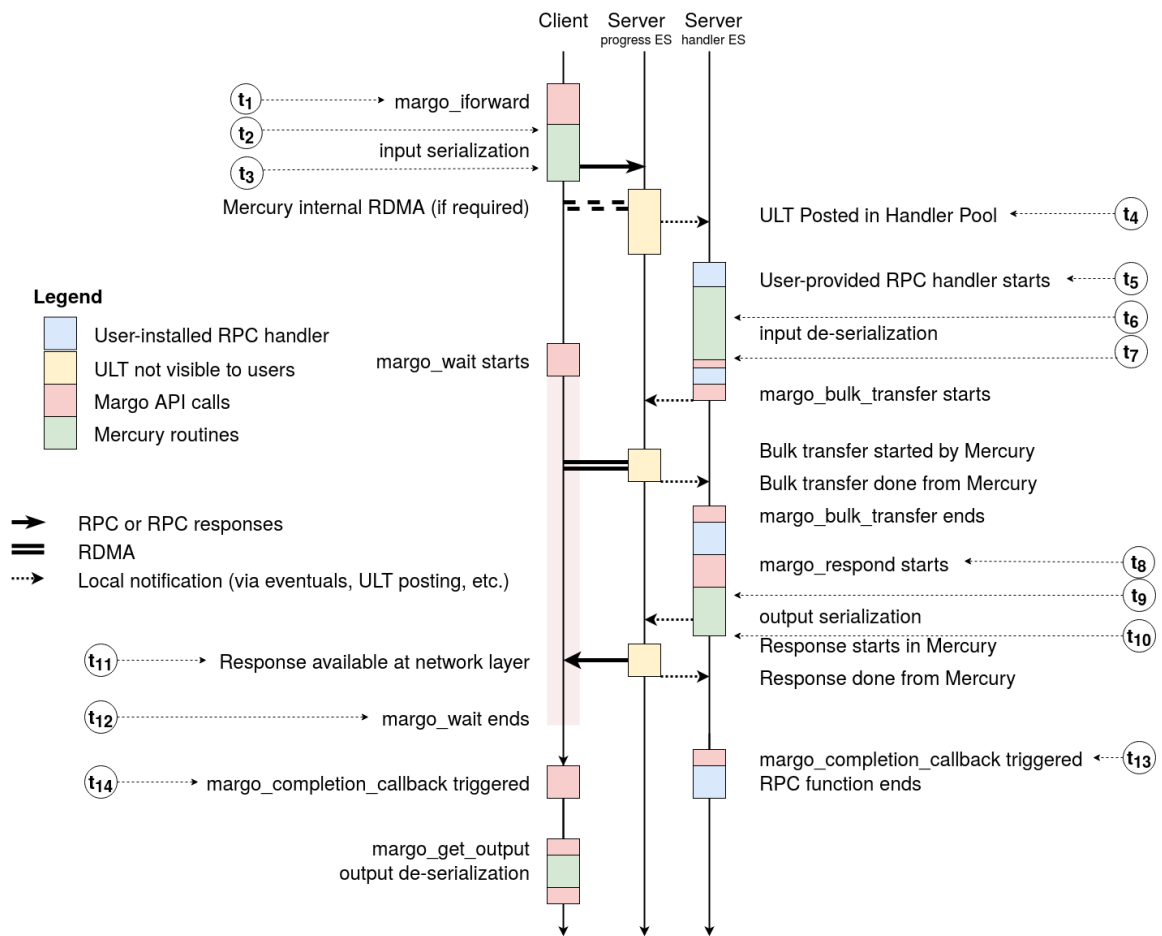 Client
Server
progress ES
Server
handler ES
t1
margo_iforward
t2
input serialization
t3
Mercury internal RDMA (if required)
ULT Posted in Handler Pool
t4
User-provided RPC handler starts
t5
t6
input de-serialization
t7
Legend
User-installed RPC handler
ULT not visible to users
Margo API calls
Mercury routines
margo_wait starts
margo_bulk_transfer starts
Bulk transfer started by Mercury
Bulk transfer done from Mercury
margo_bulk_transfer ends
RPC or RPC responses
RDMA
Local notification (via eventuals, ULT posting, etc.)
margo_respond starts
t8
t9
output serialization
t10
Response starts in Mercury
t11
Response available at network layer
Response done from Mercury
t12
margo_wait ends
margo_completion_callback triggered
t13
RPC function ends
t14
margo_completion_callback triggered
margo_get_output
output de-serialization